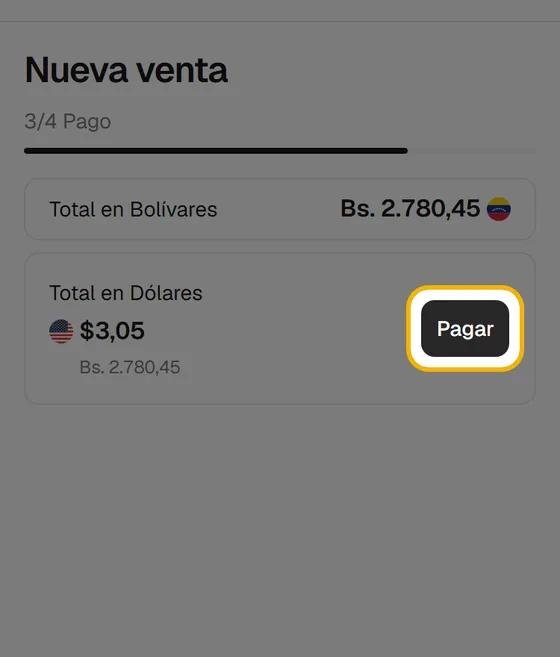 Nueva venta
3/4 Pago
Total en Bolívares
Bs. 2.780,45
Total en Dólares
$3,05
Bs. 2.780,45
Pagar